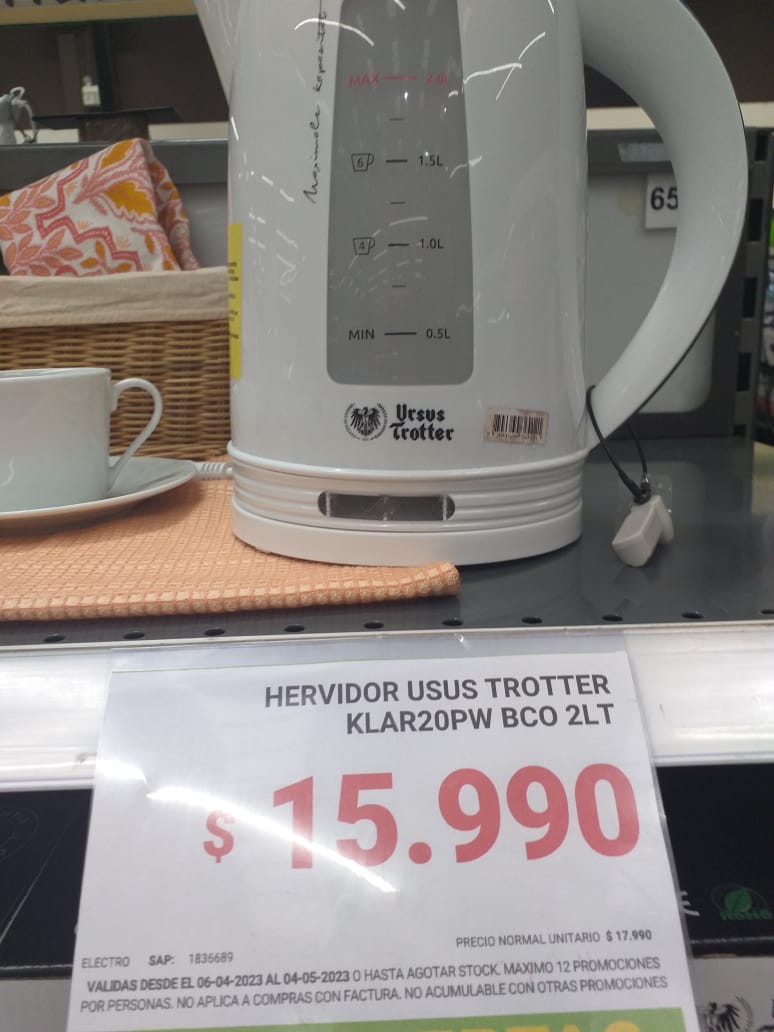 MAX 2.0L
6 1.5L
4 1.0L
MIN 0.5L
Ursus
Trotter
65
HERVIDOR USUS TROTTER
KLAR20PW BCO 2LT
$ 15.990
PRECIO NORMAL UNITARIO $ 17.990
ELECTRO SAP: 1836689
VALIDAS DESDE EL 06-04-2023 AL 04-05-2023 O HASTA AGOTAR STOCK. MAXIMO 12 PROMOCIONES
POR PERSONAS. NO APLICA A COMPRAS CON FACTURA. NO ACUMULABLE CON OTRAS PROMOCIONES